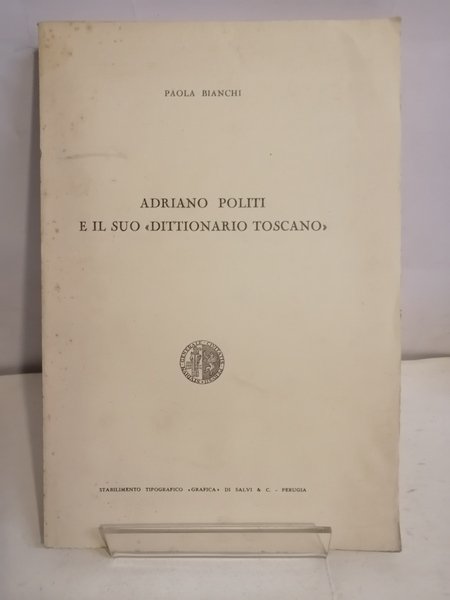 PAOLA BIANCHI
ADRIANO POLITI
E IL SUO «DITTIONARIO TOSCANO»
STABILIMENTO TIPOGRAFICO «GRAFICA» DI SALVI & C. - PERUGIA